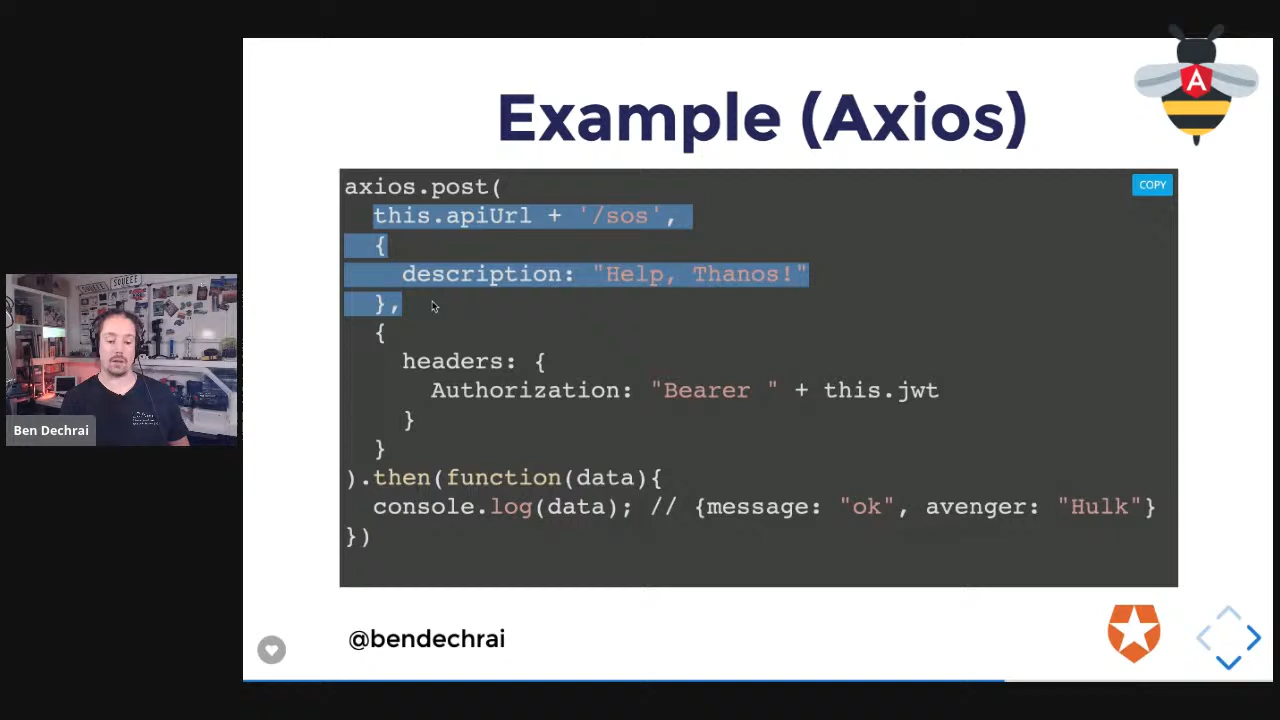 Example (Axios)
A
COPY
axios.post(
  this.apiUrl + '/sos',
  {
    description: "Help, Thanos!"
  },
  {
    headers: {
      Authorization: "Bearer " + this.jwt
    }
  }
).then(function(data){
  console.log(data); // {message: "ok", avenger: "Hulk"}
})
Ben Dechrai
@bendechrai